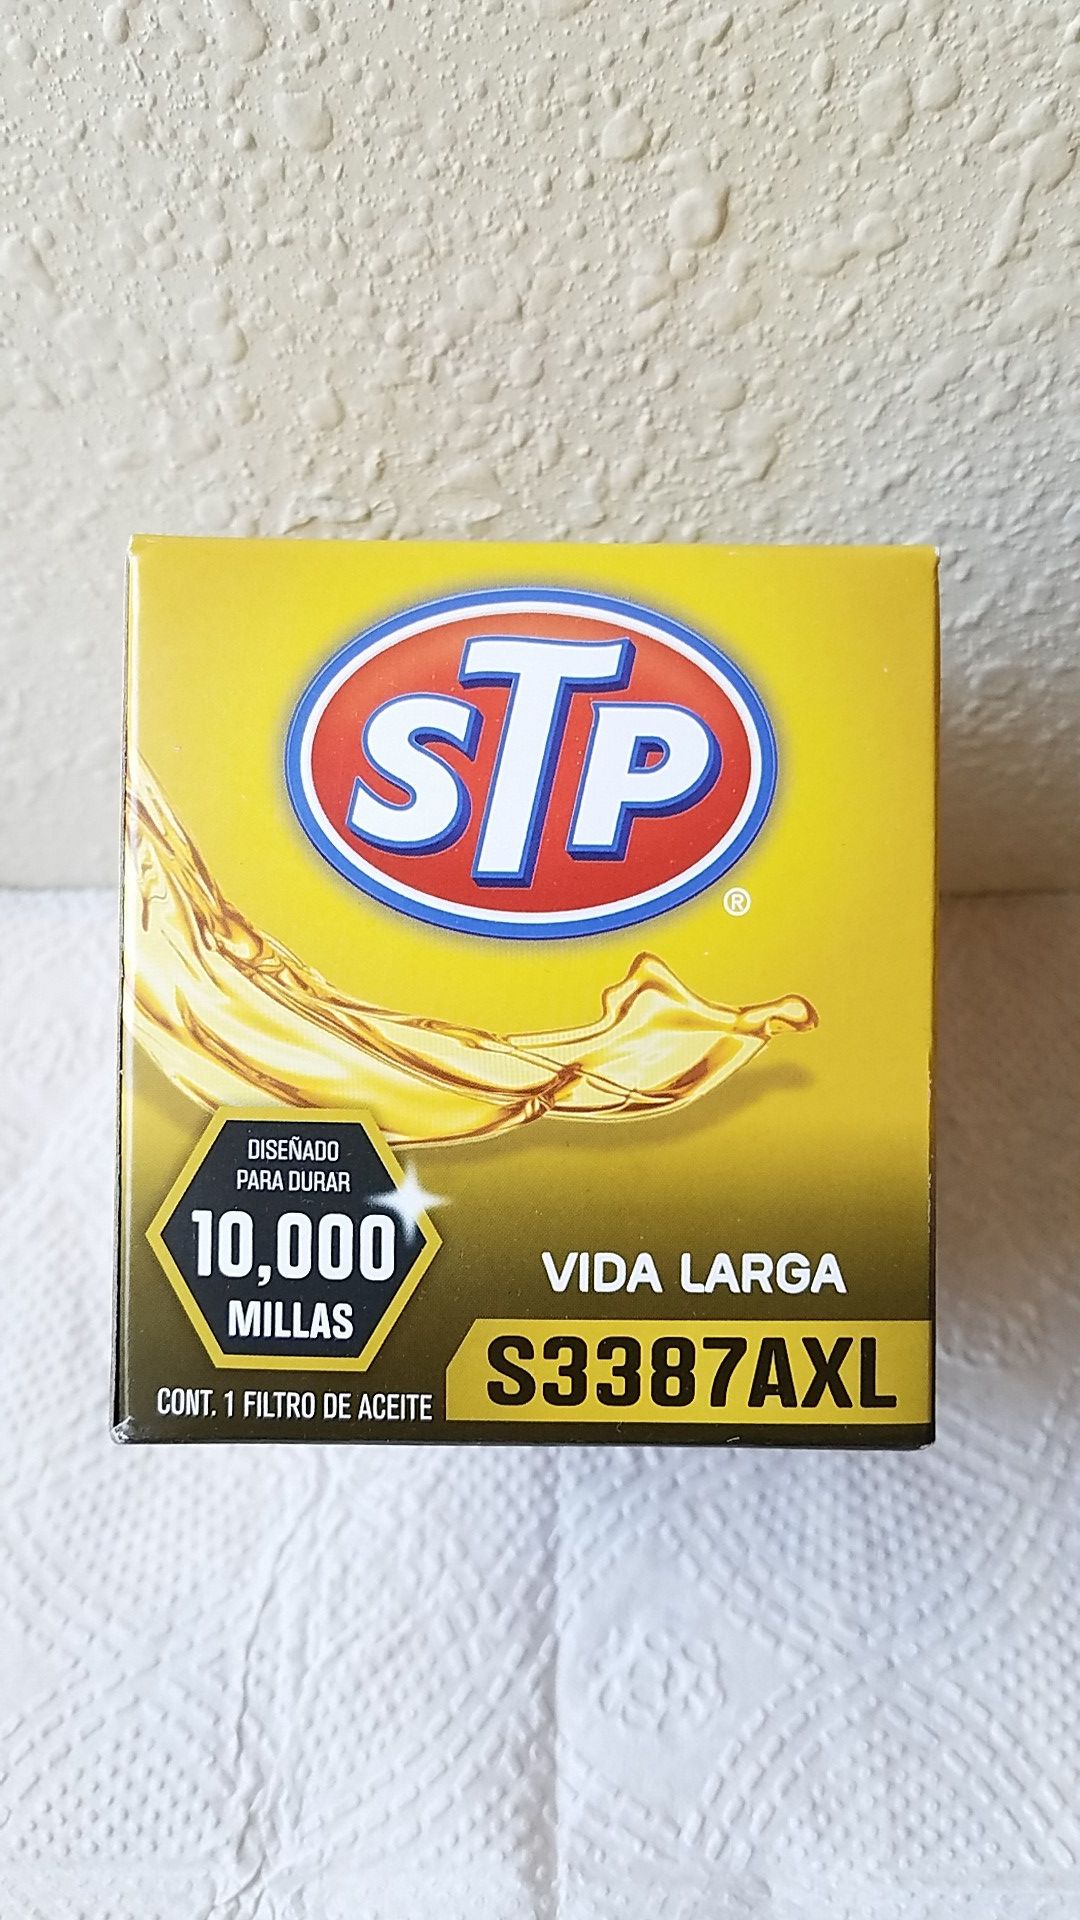 STP
®
DISEÑADO
PARA DURAR
10,000
MILLAS
VIDA LARGA
S3387AXL
CONT. 1 FILTRO DE ACEITE